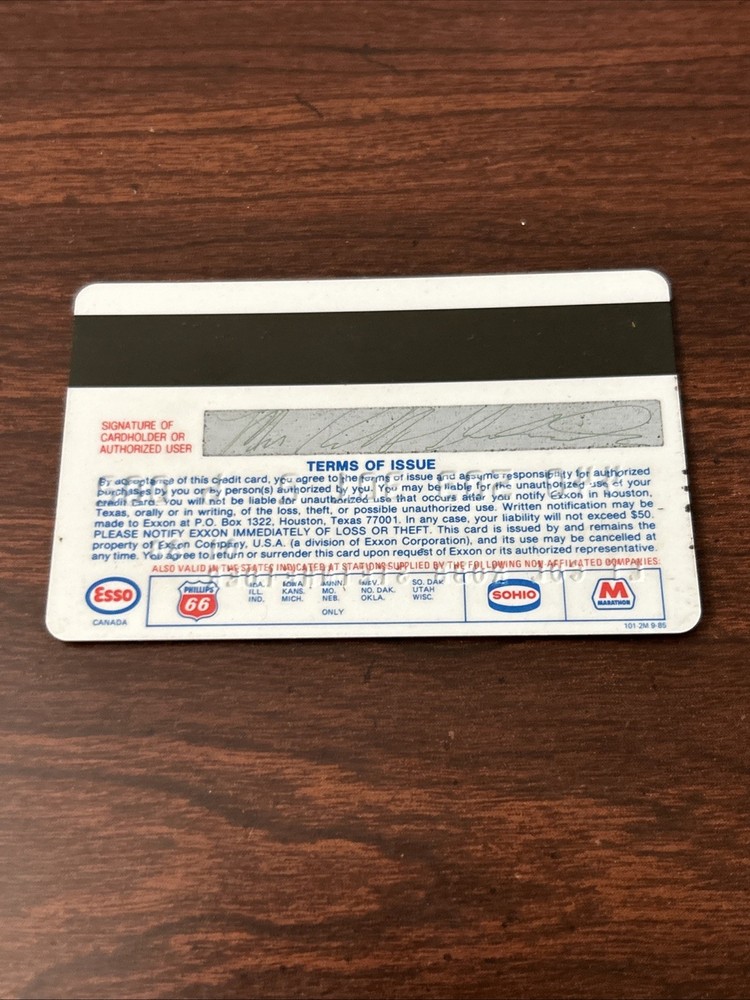 SIGNATURE OF
CARDHOLDER OR
AUTHORIZED USER
TERMS OF ISSUE
By acceptance of this credit card, you agree to the terms of issue and assume responsibility for authorized
purchases by you or by person(s) authorized by you. You may be liable for the unauthorized use of your
credit card. You will not be liable for unauthorized use that occurs after you notify Exxon in Houston,
Texas, orally or in writing, of the loss, theft, or possible unauthorized use. Written notification may be
made to Exxon at P.O. Box 1322, Houston, Texas 77001. In any case, your liability will not exceed $50.
PLEASE NOTIFY EXXON IMMEDIATELY OF LOSS OR THEFT. This card is issued by and remains the
property of Exxon Company, U.S.A. (a division of Exxon Corporation), and its use may be cancelled at
any time. You agree to return or surrender this card upon request of Exxon or its authorized representative.
ALSO VALID IN THE STATES INDICATED AT STATIONS SUPPLIED BY THE FOLLOWING NON-AFFILIATED COMPANIES:
Esso
CANADA
PHILLIPS
66
IDA. IOWA MINN. NEV. SO. DAK.
ILL. KANS. MO. NO. DAK. UTAH
IND. MICH. NEB. OKLA. WISC.
ONLY
SOHIO
M
MARATHON
101-2M 9-85